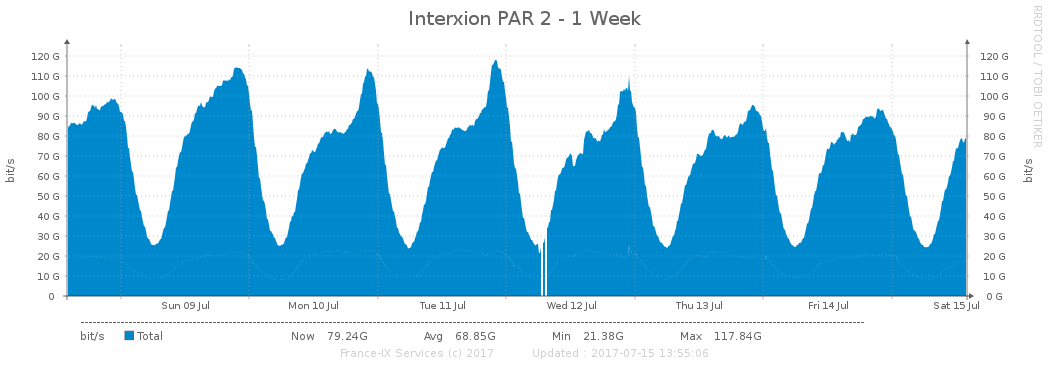 Interxion PAR 2 - 1 Week
RRDTOOL / TOBI OETIKER
120 G 120 G
110 G 110 G
100 G 100 G
90 G 90 G
80 G 80 G
70 G 70 G
60 G 60 G
50 G 50 G
40 G 40 G
30 G 30 G
20 G 20 G
10 G 10 G
0 0 G
bit/s bit/s
Sun 09 Jul Mon 10 Jul Tue 11 Jul Wed 12 Jul Thu 13 Jul Fri 14 Jul Sat 15 Jul
bit/s Total Now 79.24G Avg 68.85G Min 21.38G Max 117.84G
France-IX Services (c) 2017 Updated : 2017-07-15 13:55:06